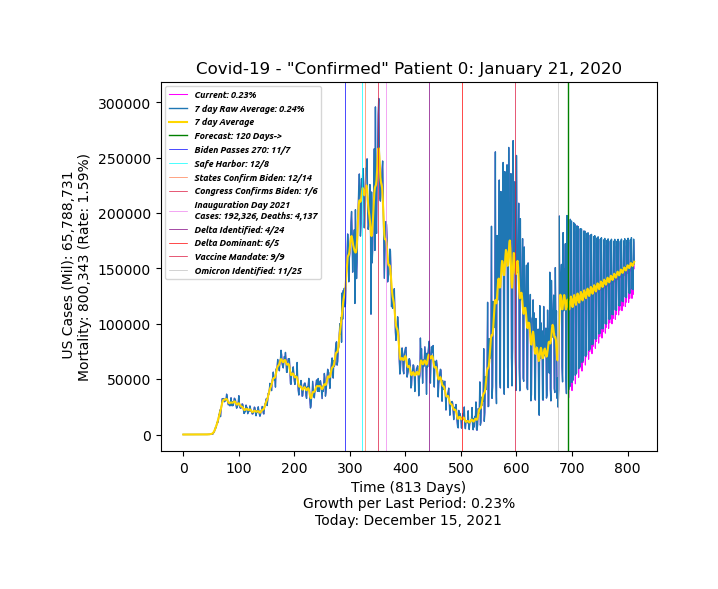 Covid-19 - "Confirmed" Patient 0: January 21, 2020
Current: 0.23%
7 day Raw Average: 0.24%
7 day Average
Forecast: 120 Days->
Biden Passes 270: 11/7
Safe Harbor: 12/8
States Confirm Biden: 12/14
Congress Confirms Biden: 1/6
Inauguration Day 2021
Cases: 192,326, Deaths: 4,137
Delta Identified: 4/24
Delta Dominant: 6/5
Vaccine Mandate: 9/9
Omicron Identified: 11/25
US Cases (Mil): 65,788,731
Mortality: 800,343 (Rate: 1.59%)
300000
250000
200000
150000
100000
50000
0
0 100 200 300 400 500 600 700 800
Time (813 Days)
Growth per Last Period: 0.23%
Today: December 15, 2021